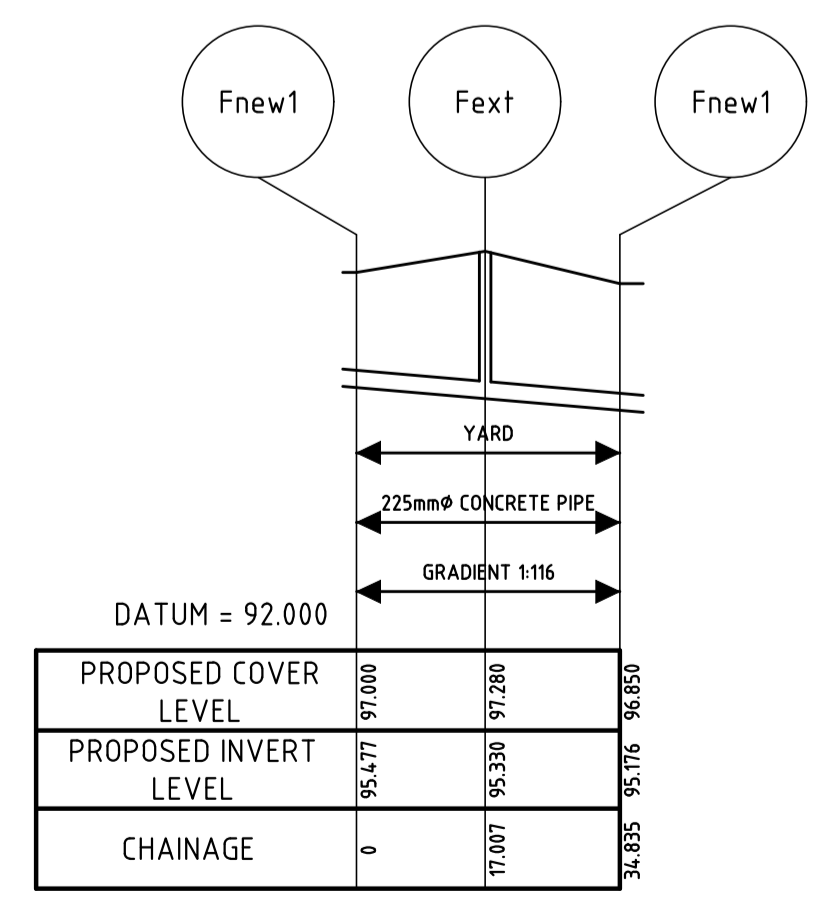 Fnew1
Fext
Fnew1
YARD
225mmØ CONCRETE PIPE
GRADIENT 1:116
DATUM = 92.000
PROPOSED COVER
LEVEL
97.000
97.280
96.850
PROPOSED INVERT
LEVEL
95.477
95.330
95.176
CHAINAGE
0
17.007
34.835